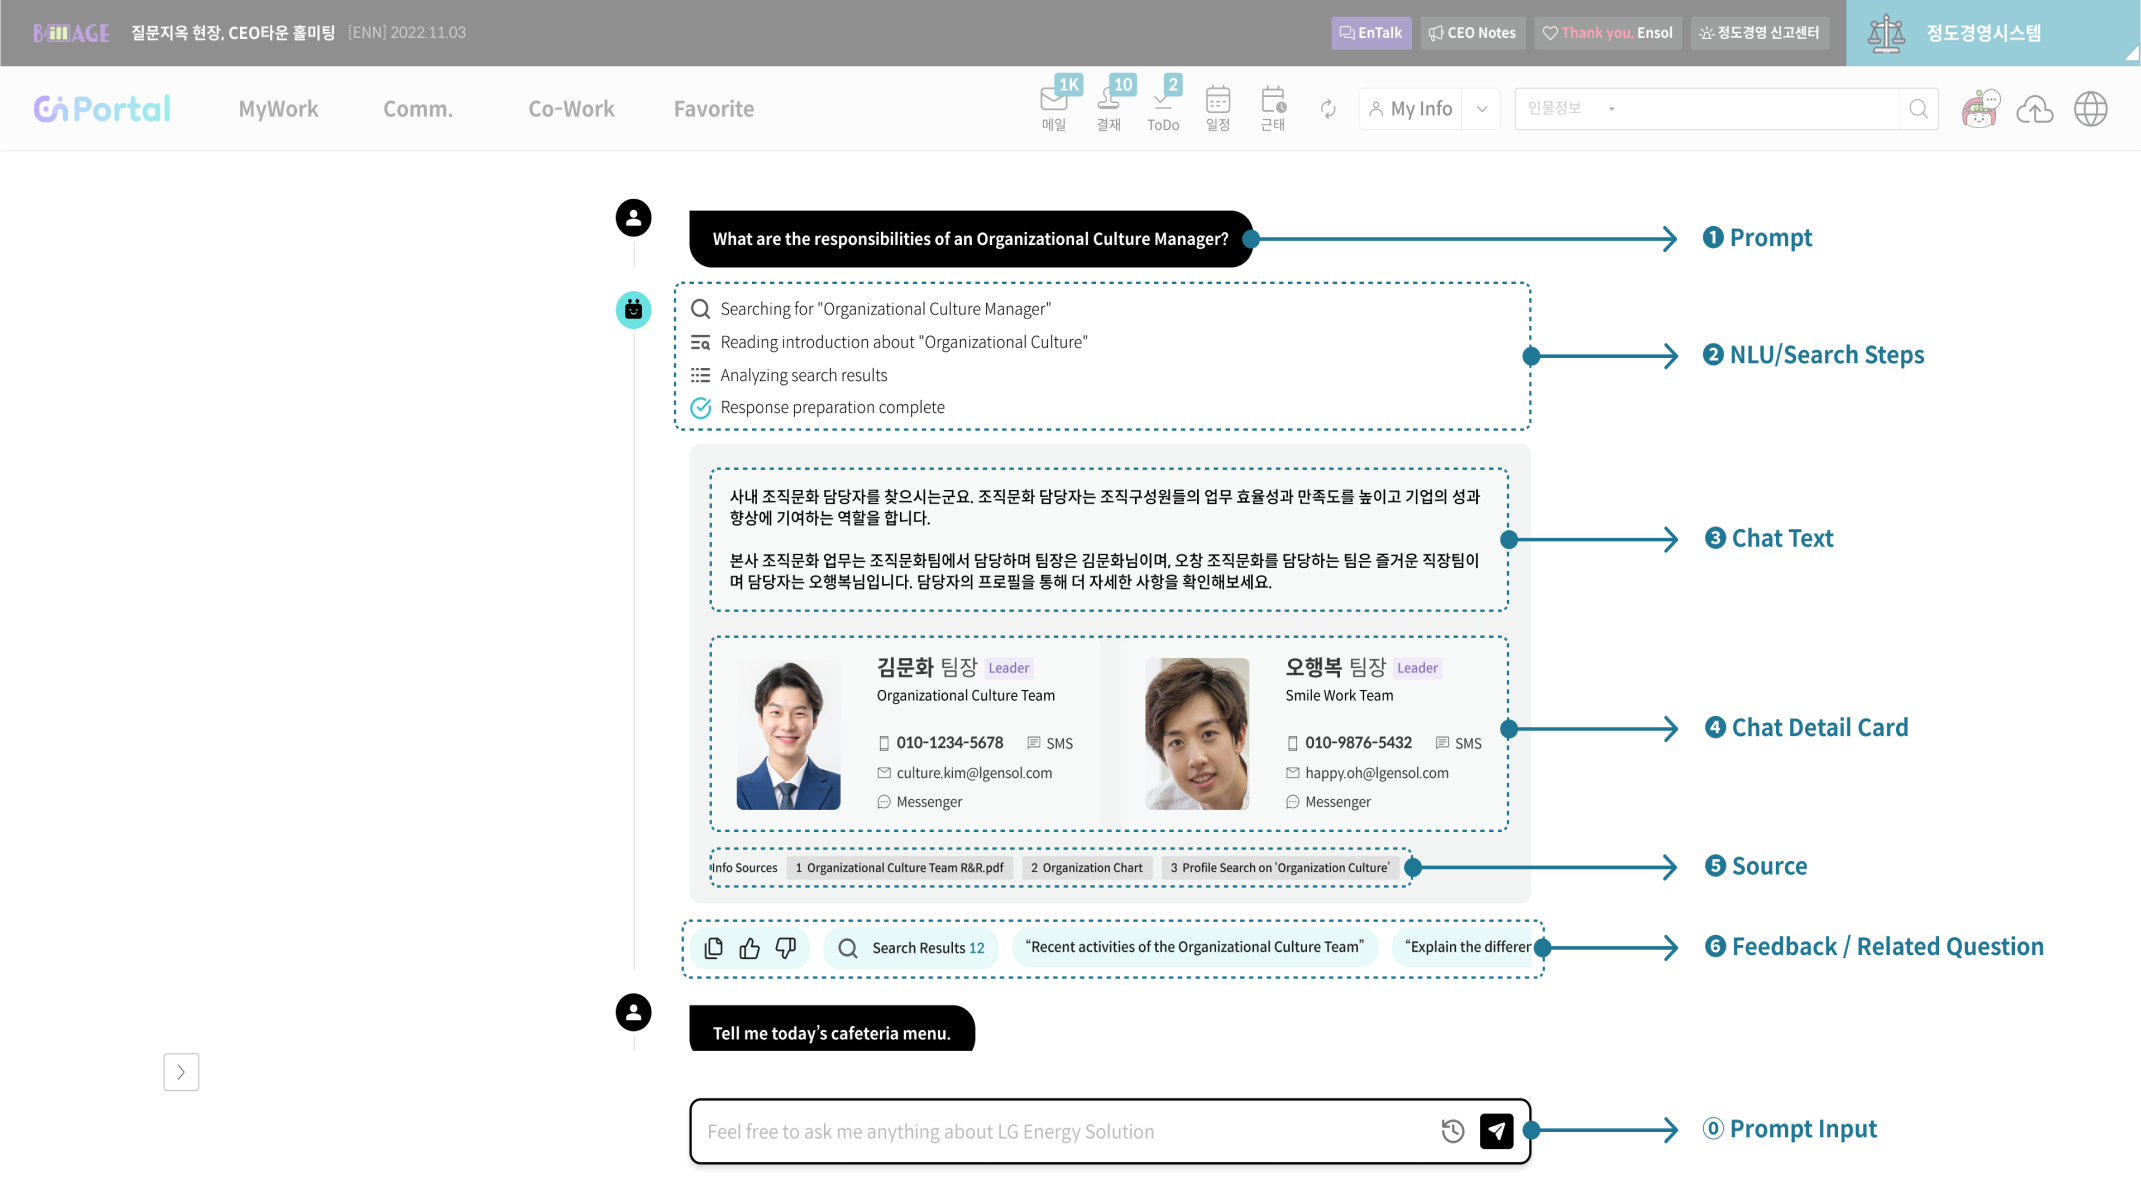 BillAGE 질문지옥 현장, CEO타운 홀미팅 [ENN] 2022.11.03
EnTalk
CEO Notes
Thank you, Ensol
정도경영 신고센터
정도경영시스템
EnPortal
MyWork
Comm.
Co-Work
Favorite
1K
10
2
메일
결재
ToDo
일정
근태
My Info
인물정보
What are the responsibilities of an Organizational Culture Manager?
❶ Prompt
Searching for "Organizational Culture Manager"
Reading introduction about "Organizational Culture"
Analyzing search results
Response preparation complete
❷ NLU/Search Steps
사내 조직문화 담당자를 찾으시는군요. 조직문화 담당자는 조직구성원들의 업무 효율성과 만족도를 높이고 기업의 성과
향상에 기여하는 역할을 합니다.
본사 조직문화 업무는 조직문화팀에서 담당하며 팀장은 김문화님이며, 오창 조직문화를 담당하는 팀은 즐거운 직장팀이
며 담당자는 오행복님입니다. 담당자의 프로필을 통해 더 자세한 사항을 확인해보세요.
❸ Chat Text
김문화 팀장 Leader
Organizational Culture Team
010-1234-5678 SMS
culture.kim@lgensol.com
Messenger
오행복 팀장 Leader
Smile Work Team
010-9876-5432 SMS
happy.oh@lgensol.com
Messenger
❹ Chat Detail Card
Info Sources 1 Organizational Culture Team R&R.pdf 2 Organization Chart 3 Profile Search on ‘Organization Culture’
❺ Source
Search Results 12 “Recent activities of the Organizational Culture Team” “Explain the differer
❻ Feedback / Related Question
Tell me today’s cafeteria menu.
Feel free to ask me anything about LG Energy Solution
⓪ Prompt Input